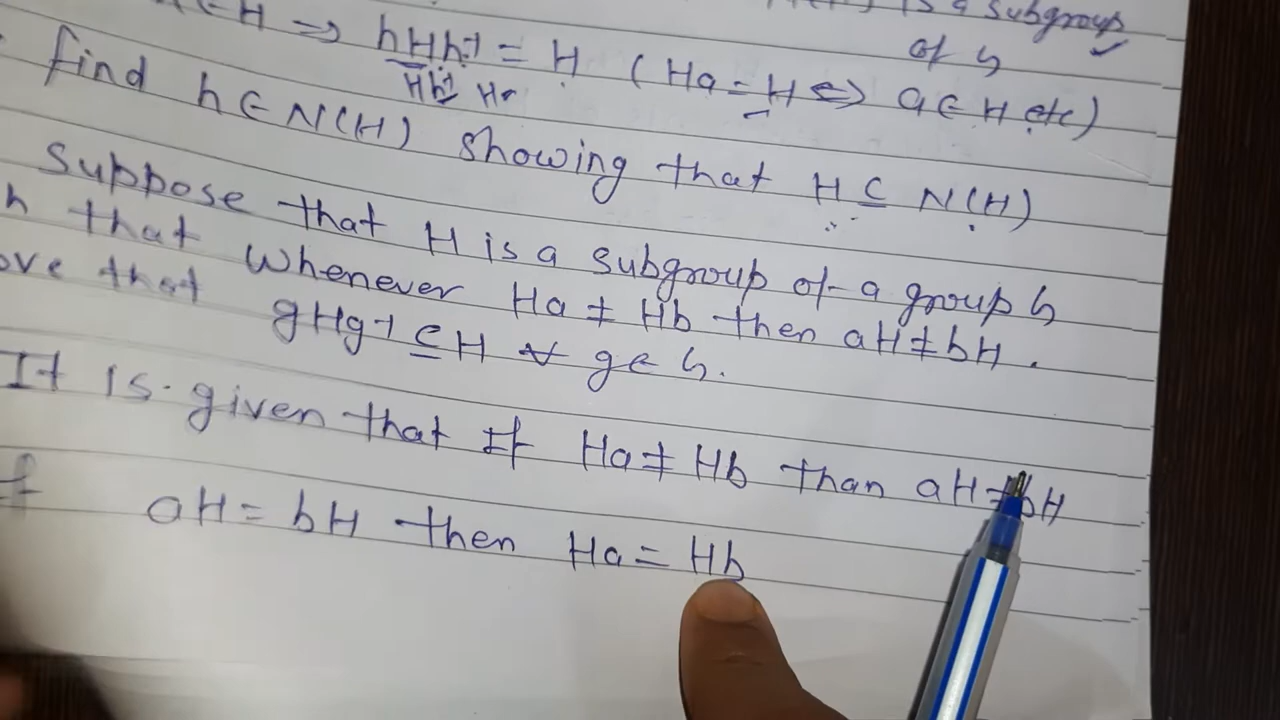 is a subgroup
of G
H ⇒ hHh⁻¹ = H (Ha = H ⇔ a ∈ H etc)
Hh⁻¹
find h ∈ N(H) showing that H ⊆ N(H)
Suppose that H is a subgroup of a group G
that Whenever Ha ≠ Hb then aH ≠ bH.
that gHg⁻¹ ⊆ H ∀ g ∈ G.
It is given that If Ha ≠ Hb than aH ≠ bH
aH = bH then Ha = Hb